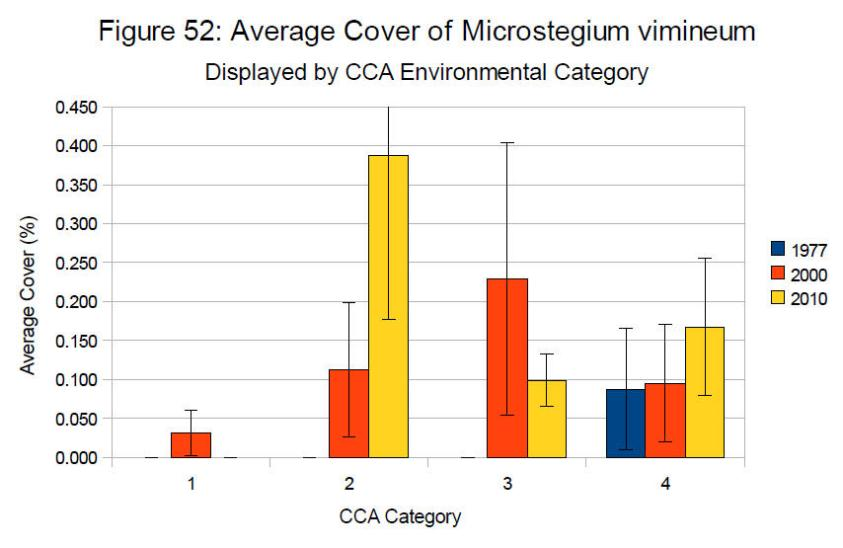 Figure 52: Average Cover of Microstegium vimineum
Displayed by CCA Environmental Category
0.450
0.400
0.350
0.300
0.250
0.200
0.150
0.100
0.050
0.000
Average Cover (%)
1 2 3 4
CCA Category
1977
2000
2010